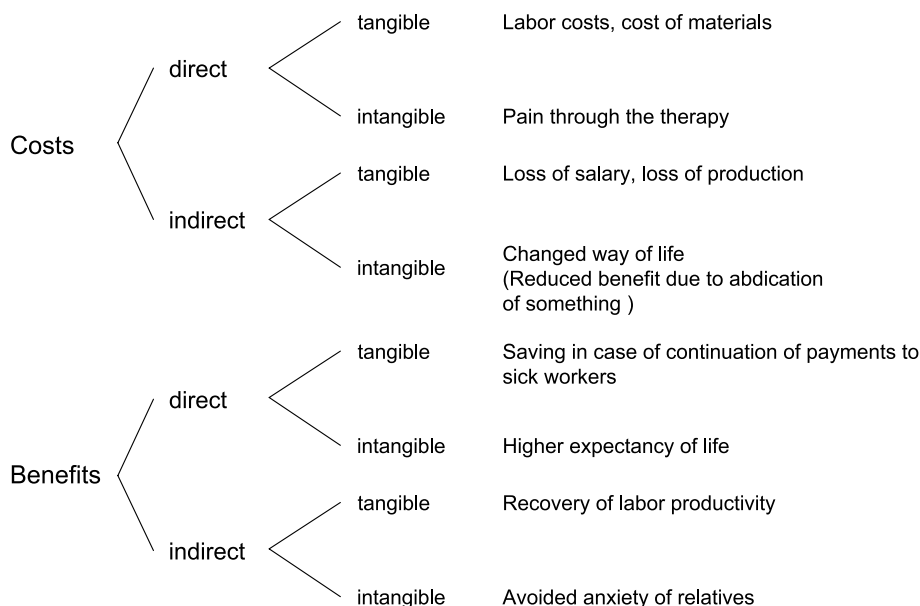 tangible Labor costs, cost of materials
direct
intangible Pain through the therapy
Costs
tangible Loss of salary, loss of production
indirect
intangible Changed way of life
(Reduced benefit due to abdication
of something )
tangible Saving in case of continuation of payments to
sick workers
direct
intangible Higher expectancy of life
Benefits
tangible Recovery of labor productivity
indirect
intangible Avoided anxiety of relatives